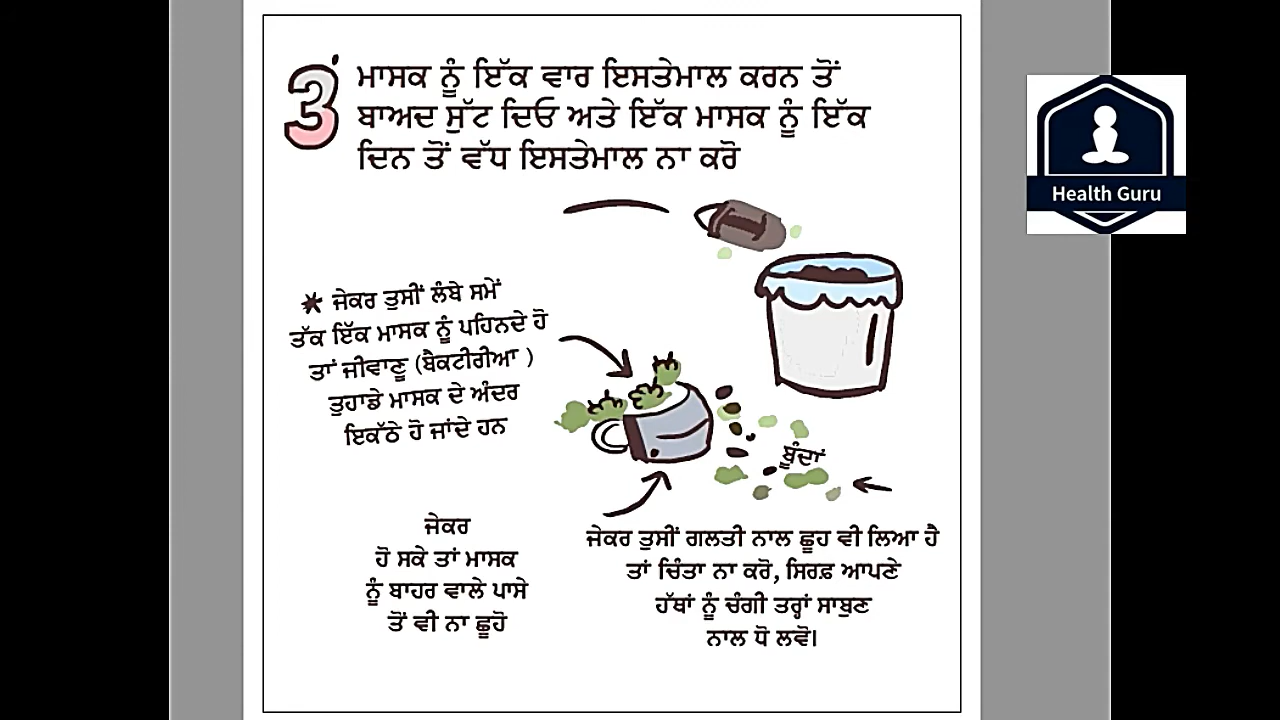 3. ਮਾਸਕ ਨੂੰ ਇੱਕ ਵਾਰ ਇਸਤੇਮਾਲ ਕਰਨ ਤੋਂ
ਬਾਅਦ ਸੁੱਟ ਦਿਓ ਅਤੇ ਇੱਕ ਮਾਸਕ ਨੂੰ ਇੱਕ
ਦਿਨ ਤੋਂ ਵੱਧ ਇਸਤੇਮਾਲ ਨਾ ਕਰੋ
Health Guru
* ਜੇਕਰ ਤੁਸੀਂ ਲੰਬੇ ਸਮੇਂ
ਤੱਕ ਇੱਕ ਮਾਸਕ ਨੂੰ ਪਹਿਨਦੇ ਹੋ
ਤਾਂ ਜੀਵਾਣੂ (ਬੈਕਟੀਰੀਆ )
ਤੁਹਾਡੇ ਮਾਸਕ ਦੇ ਅੰਦਰ
ਇਕੱਠੇ ਹੋ ਜਾਂਦੇ ਹਨ
ਬੂੰਦਾਂ
ਜੇਕਰ
ਹੋ ਸਕੇ ਤਾਂ ਮਾਸਕ
ਨੂੰ ਬਾਹਰ ਵਾਲੇ ਪਾਸੇ
ਤੋਂ ਵੀ ਨਾ ਛੂਹੋ
ਜੇਕਰ ਤੁਸੀਂ ਗਲਤੀ ਨਾਲ ਛੂਹ ਵੀ ਲਿਆ ਹੈ
ਤਾਂ ਚਿੰਤਾ ਨਾ ਕਰੋ, ਸਿਰਫ਼ ਆਪਣੇ
ਹੱਥਾਂ ਨੂੰ ਚੰਗੀ ਤਰ੍ਹਾਂ ਸਾਬੁਣ
ਨਾਲ ਧੋ ਲਵੋ।